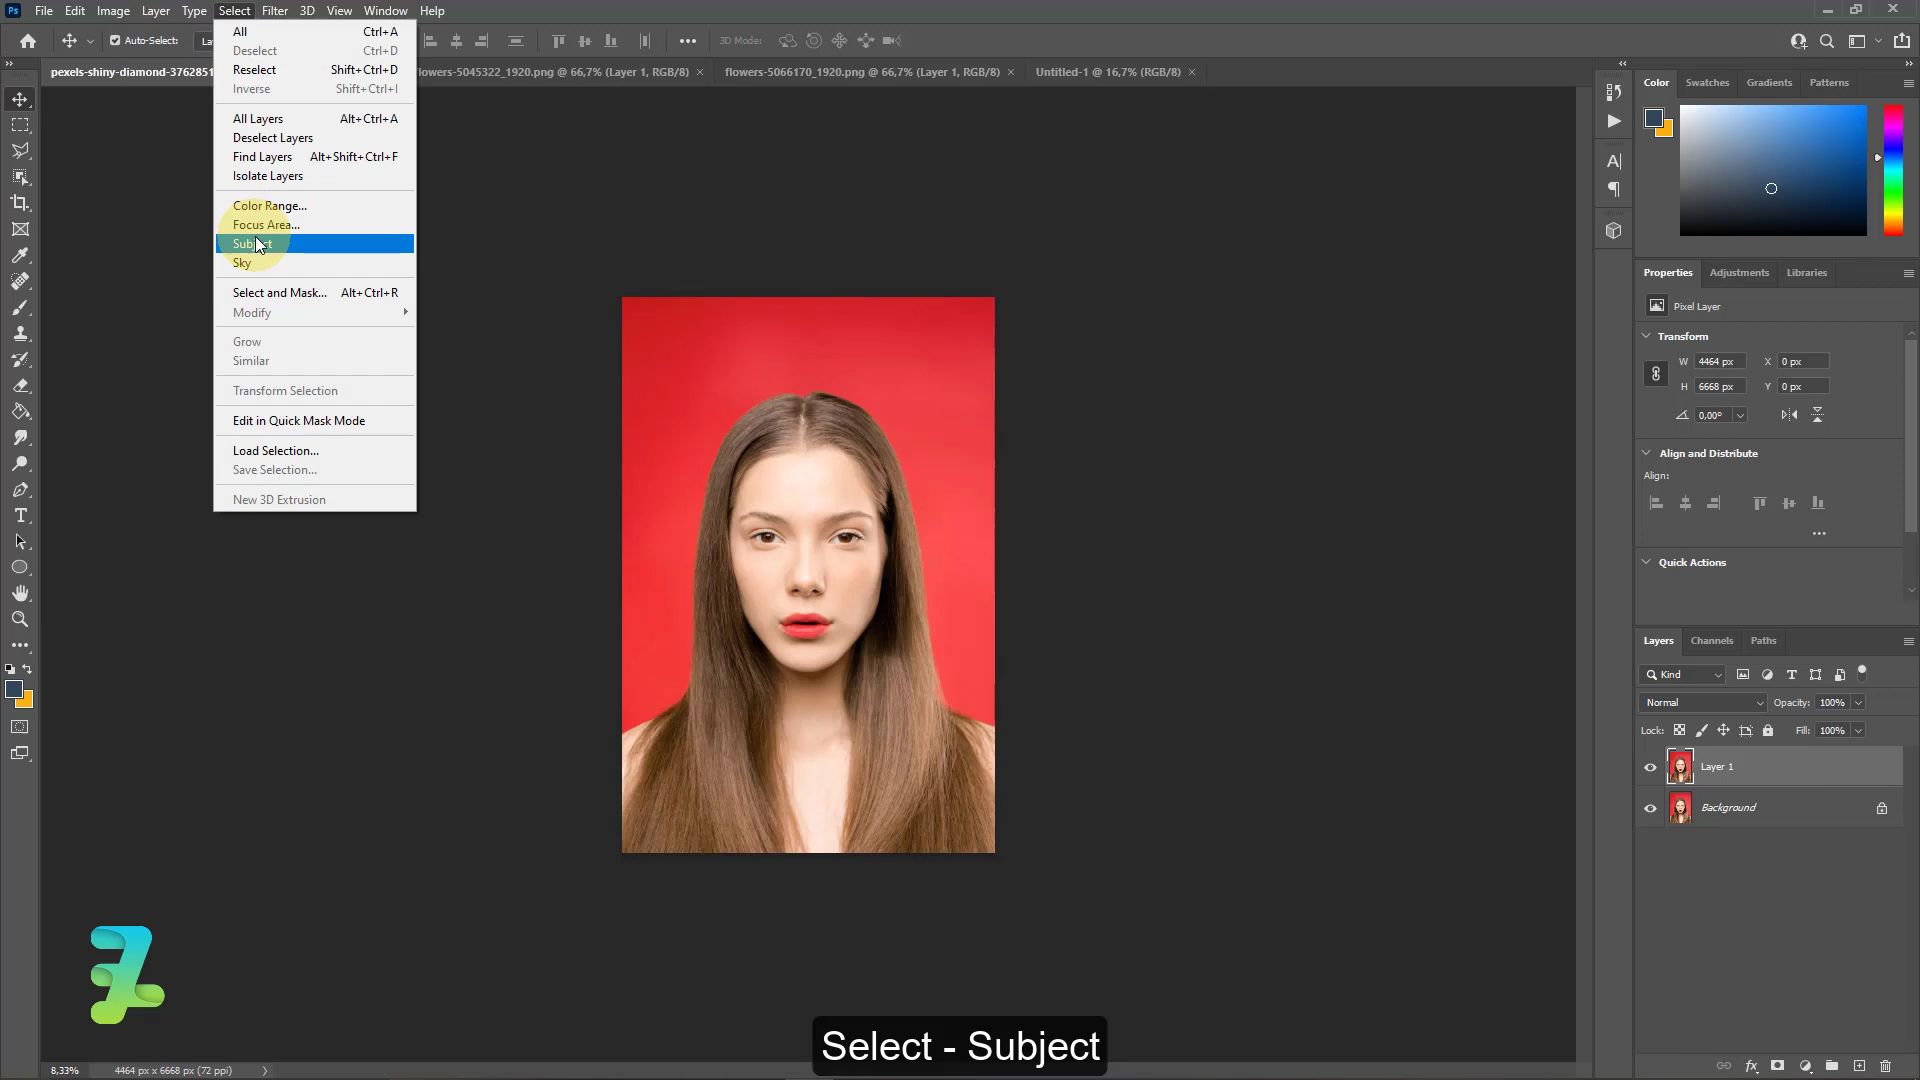 Ps File Edit Image Layer Type Select Filter 3D View Window Help
Auto-Select: 3D Mode:
pexels-shiny-diamond-3762851 flowers-5045322_1920.png @ 66,7% (Layer 1, RGB/8) × flowers-5066170_1920.png @ 66,7% (Layer 1, RGB/8) × Untitled-1 @ 16,7% (RGB/8) ×
All Ctrl+A
Deselect Ctrl+D
Reselect Shift+Ctrl+D
Inverse Shift+Ctrl+I
All Layers Alt+Ctrl+A
Deselect Layers
Find Layers Alt+Shift+Ctrl+F
Isolate Layers
Color Range...
Focus Area...
Subject
Sky
Select and Mask... Alt+Ctrl+R
Modify
Grow
Similar
Transform Selection
Edit in Quick Mask Mode
Load Selection...
Save Selection...
New 3D Extrusion
Color Swatches Gradients Patterns
Properties Adjustments Libraries
Pixel Layer
Transform
W 4464 px X 0 px
H 6668 px Y 0 px
0,00°
Align and Distribute
Align:
Quick Actions
Layers Channels Paths
Kind
Normal Opacity: 100%
Lock: Fill: 100%
Layer 1
Background
Select - Subject
8,33% 4464 px x 6668 px (72 ppi)